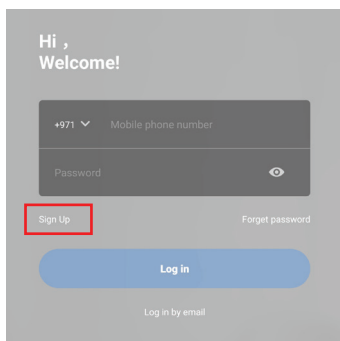 Hi ,
Welcome!
+971 Mobile phone number
Password
Sign Up Forget password
Log in
Log in by email